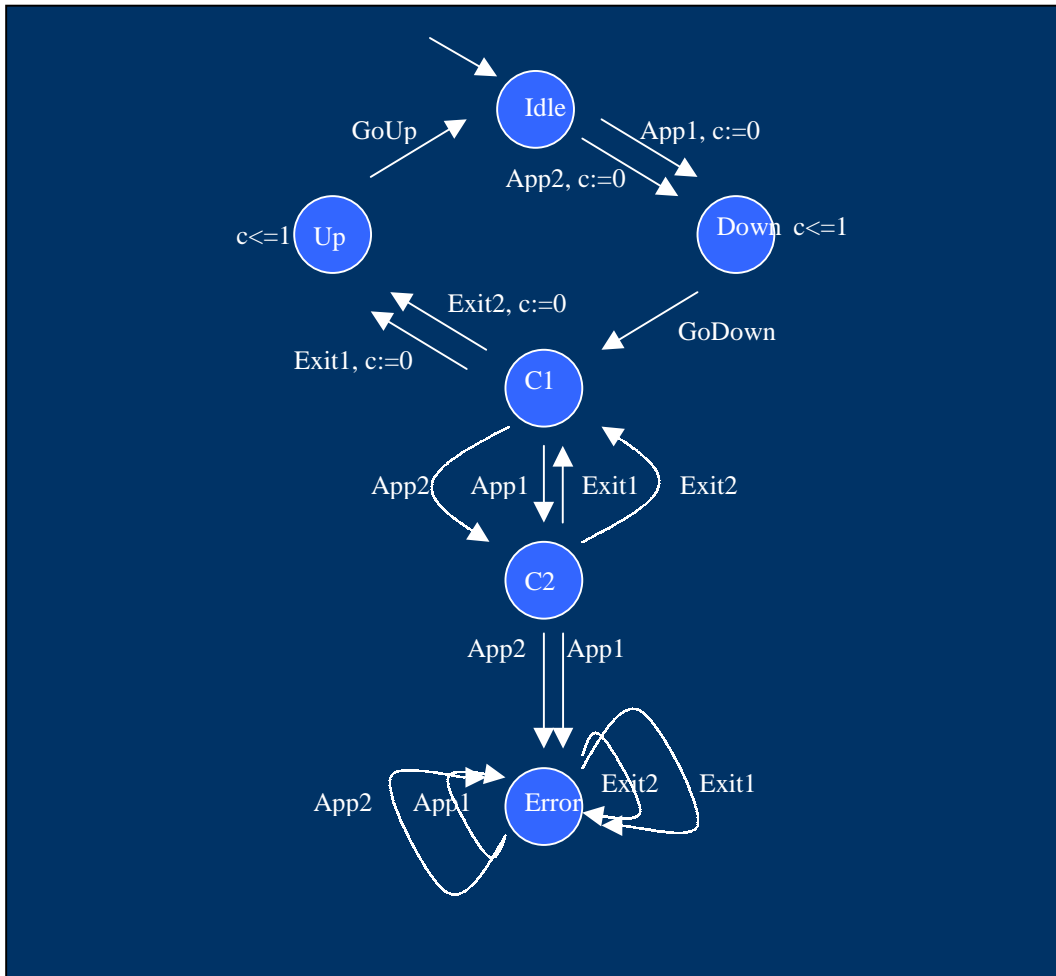 Idle
GoUp
App1, c:=0
App2, c:=0
c<=1
Up
Down
c<=1
Exit2, c:=0
GoDown
Exit1, c:=0
C1
App2
App1
Exit1
Exit2
C2
App2
App1
App2
App1
Error
Exit2
Exit1